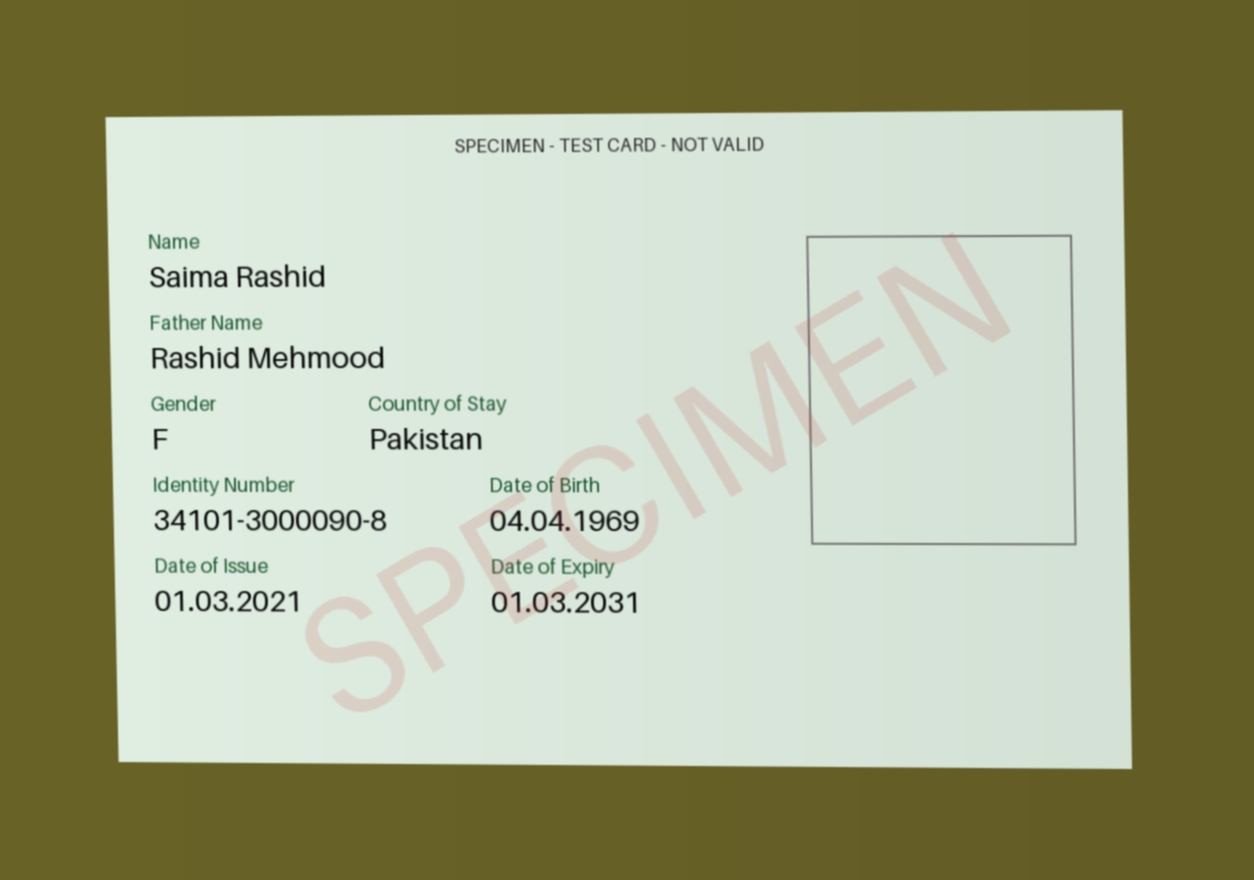 SPECIMEN - TEST CARD - NOT VALID
Name
Saima Rashid
Father Name
Rashid Mehmood
Gender Country of Stay
F Pakistan
Identity Number Date of Birth
34101-3000090-8 04.04.1969
Date of Issue Date of Expiry
01.03.2021 01.03.2031
SPECIMEN